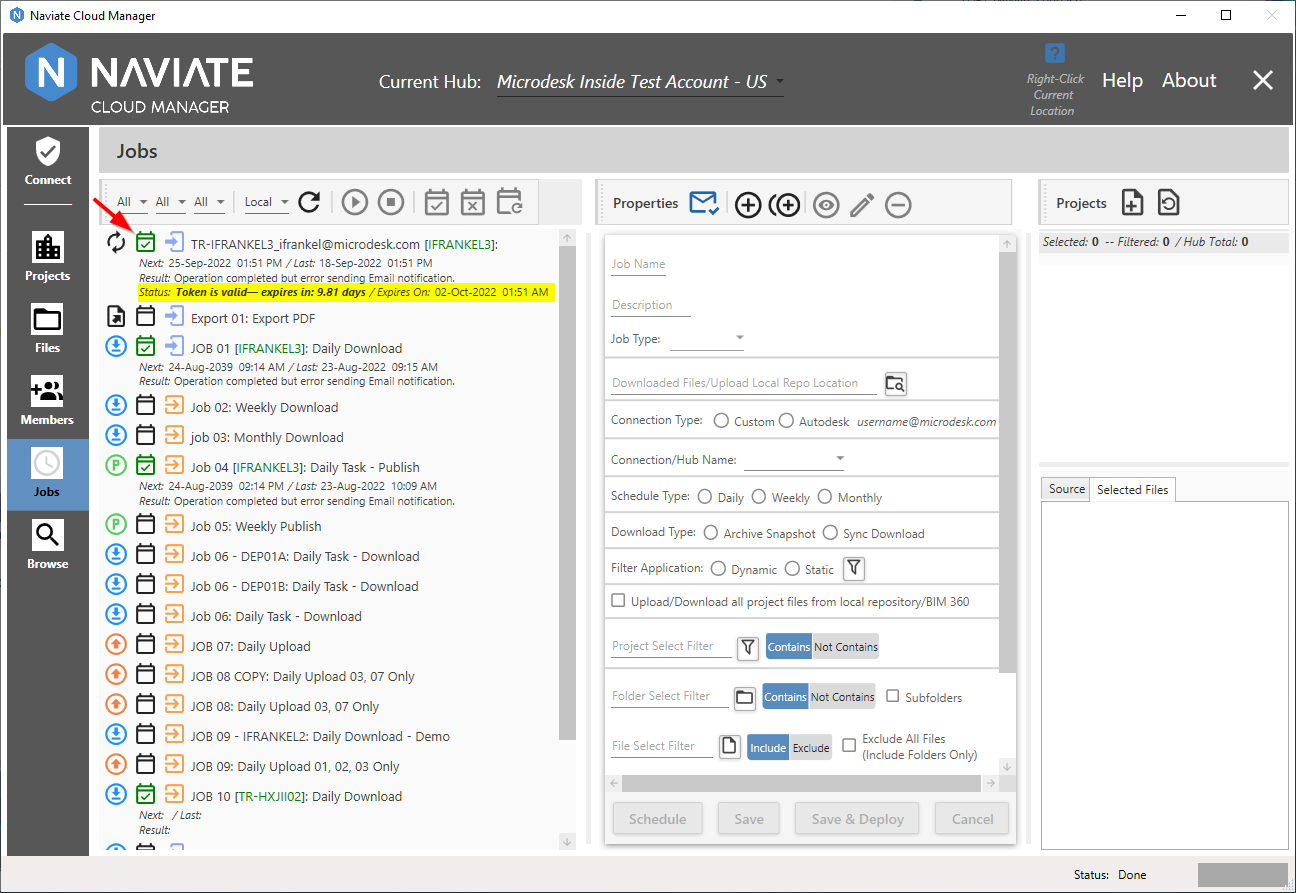 Naviate Cloud Manager
NAVIATE
CLOUD MANAGER
Current Hub: Microdesk Inside Test Account - US
Right-Click
Current
Location
Help About
Connect
Projects
Files
Members
Jobs
Browse
Jobs
All All All Local
TR-IFRANKEL3_ifrankel@microdesk.com [IFRANKEL3]:
Next: 25-Sep-2022 01:51 PM / Last: 18-Sep-2022 01:51 PM
Result: Operation completed but error sending Email notification.
Status: Token is valid— expires in: 9.81 days / Expires On: 02-Oct-2022 01:51 AM
Export 01: Export PDF
JOB 01 [IFRANKEL3]: Daily Download
Next: 24-Aug-2039 09:14 AM / Last: 23-Aug-2022 09:15 AM
Result: Operation completed but error sending Email notification.
Job 02: Weekly Download
job 03: Monthly Download
Job 04 [IFRANKEL3]: Daily Task - Publish
Next: 24-Aug-2039 02:14 PM / Last: 23-Aug-2022 10:09 AM
Result: Operation completed but error sending Email notification.
Job 05: Weekly Publish
Job 06 - DEP01A: Daily Task - Download
Job 06 - DEP01B: Daily Task - Download
Job 06: Daily Task - Download
JOB 07: Daily Upload
JOB 08 COPY: Daily Upload 03, 07 Only
JOB 08: Daily Upload 03, 07 Only
JOB 09 - IFRANKEL2: Daily Download - Demo
JOB 09: Daily Upload 01, 02, 03 Only
JOB 10 [TR-HXJII02]: Daily Download
Next: / Last:
Result:
Properties
Job Name
Description
Job Type:
Downloaded Files/Upload Local Repo Location
Connection Type: Custom Autodesk username@microdesk.com
Connection/Hub Name:
Schedule Type: Daily Weekly Monthly
Download Type: Archive Snapshot Sync Download
Filter Application: Dynamic Static
Upload/Download all project files from local repository/BIM 360
Project Select Filter Contains Not Contains
Folder Select Filter Contains Not Contains Subfolders
File Select Filter Include Exclude Exclude All Files
(Include Folders Only)
Schedule Save Save & Deploy Cancel
Projects
Selected: 0 -- Filtered: 0 / Hub Total: 0
Source Selected Files
Status: Done